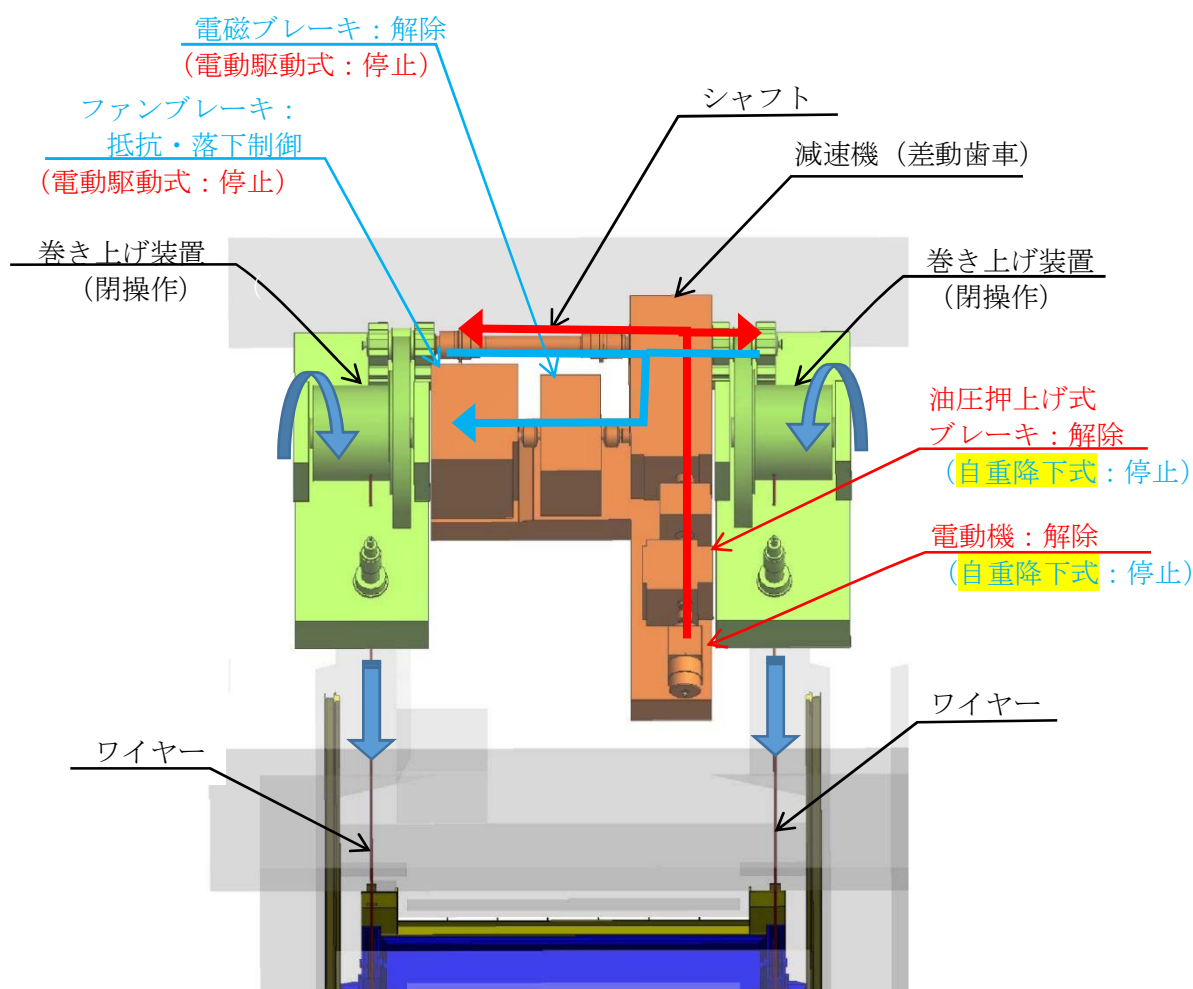 電磁ブレーキ：解除
（電動駆動式：停止）
ファンブレーキ：
抵抗・落下制御
（電動駆動式：停止）
シャフト
減速機（差動歯車）
巻き上げ装置
（閉操作）
巻き上げ装置
（閉操作）
油圧押上げ式
ブレーキ：解除
（自重降下式：停止）
電動機：解除
（自重降下式：停止）
ワイヤー
ワイヤー